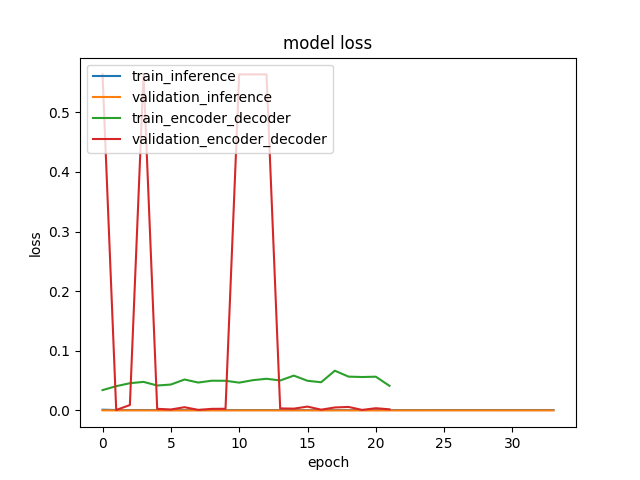 model loss
train_inference
validation_inference
train_encoder_decoder
validation_encoder_decoder
loss
0.5
0.4
0.3
0.2
0.1
0.0
0 5 10 15 20 25 30
epoch